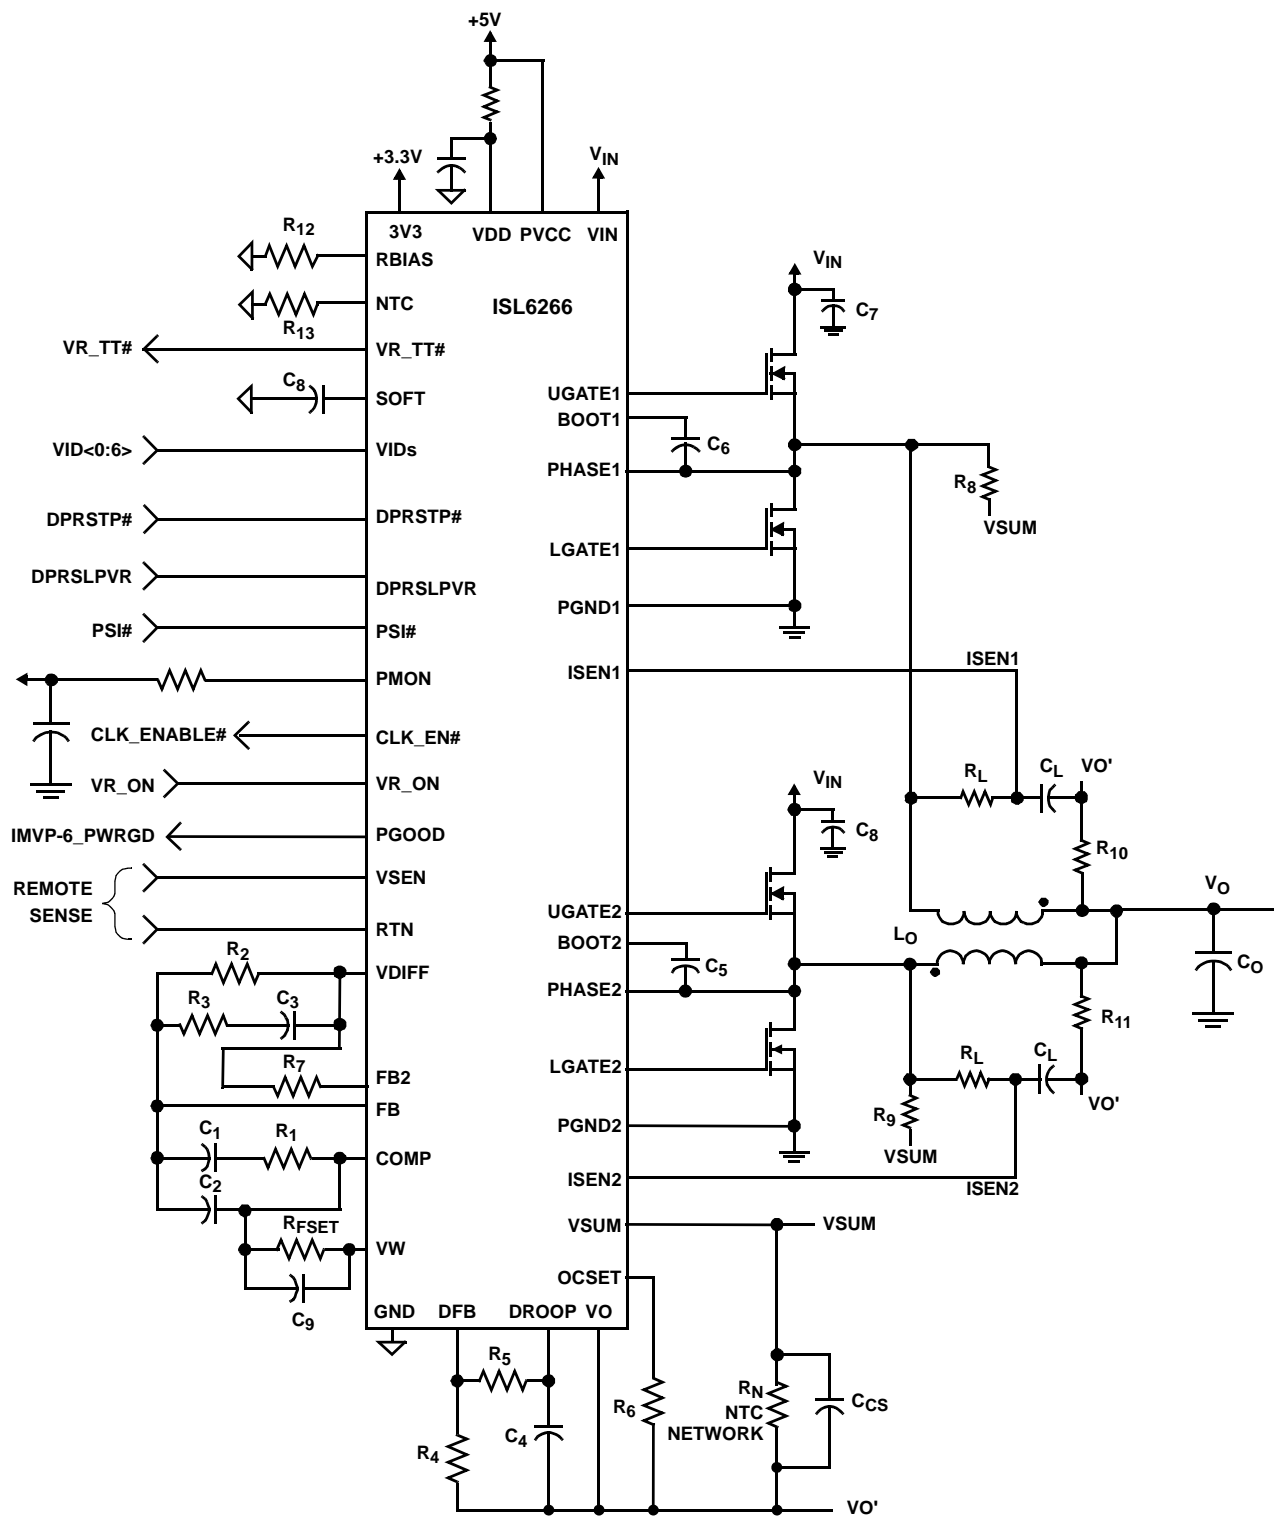 +5V
+3.3V
VIN
3V3
VDD
PVCC
VIN
R12
RBIAS
ISL6266
NTC
R13
VR_TT#
VR_TT#
C8
SOFT
VID<0:6>
VIDs
DPRSTP#
DPRSTP#
DPRSLPVR
DPRSLPVR
PSI#
PSI#
PMON
CLK_ENABLE#
CLK_EN#
VR_ON
VR_ON
IMVP-6_PWRGD
PGOOD
REMOTE
SENSE
VSEN
RTN
R2
VDIFF
R3
C3
R7
FB2
FB
C1
R1
COMP
C2
RFSET
VW
C9
GND
DFB
DROOP
VO
R5
R4
C4
VIN
C7
UGATE1
BOOT1
C6
PHASE1
R8
VSUM
LGATE1
PGND1
ISEN1
ISEN1
RL
CL
VO'
R10
VIN
C8
UGATE2
BOOT2
C5
PHASE2
LO
VO
CO
R11
LGATE2
RL
CL
VO'
R9
VSUM
PGND2
ISEN2
ISEN2
VSUM
VSUM
OCSET
R6
RN
NTC
NETWORK
CCS
VO'